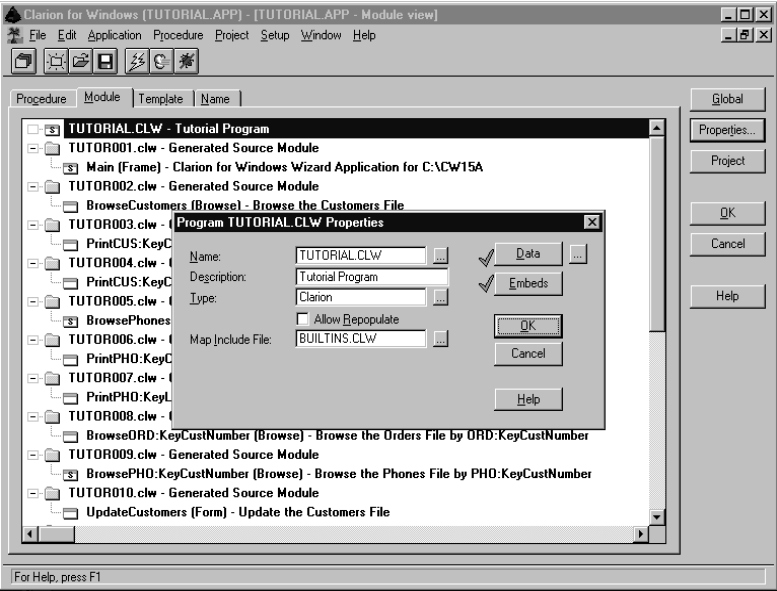 Clarion for Windows (TUTORIAL.APP) - [TUTORIAL.APP - Module view]
File Edit Application Procedure Project Setup Window Help
Procedure Module Template Name
Global
Properties...
Project
OK
Cancel
Help
TUTORIAL.CLW - Tutorial Program
TUTOR001.clw - Generated Source Module
Main (Frame) - Clarion for Windows Wizard Application for C:\CW15A
TUTOR002.clw - Generated Source Module
BrowseCustomers (Browse) - Browse the Customers File
TUTOR003.clw -
PrintCUS:KeyC
TUTOR004.clw -
PrintCUS:KeyC
TUTOR005.clw -
BrowsePhones
TUTOR006.clw -
PrintPHO:KeyC
TUTOR007.clw -
PrintPHO:KeyL
TUTOR008.clw -
BrowseORD:KeyCustNumber (Browse) - Browse the Orders File by ORD:KeyCustNumber
TUTOR009.clw - Generated Source Module
BrowsePHO:KeyCustNumber (Browse) - Browse the Phones File by PHO:KeyCustNumber
TUTOR010.clw - Generated Source Module
UpdateCustomers (Form) - Update the Customers File
Program TUTORIAL.CLW Properties
Name: TUTORIAL.CLW ... Data ...
Description: Tutorial Program Embeds
Type: Clarion ...
Allow Repopulate OK
Map Include File: BUILTINS.CLW ...
Cancel
Help
For Help, press F1